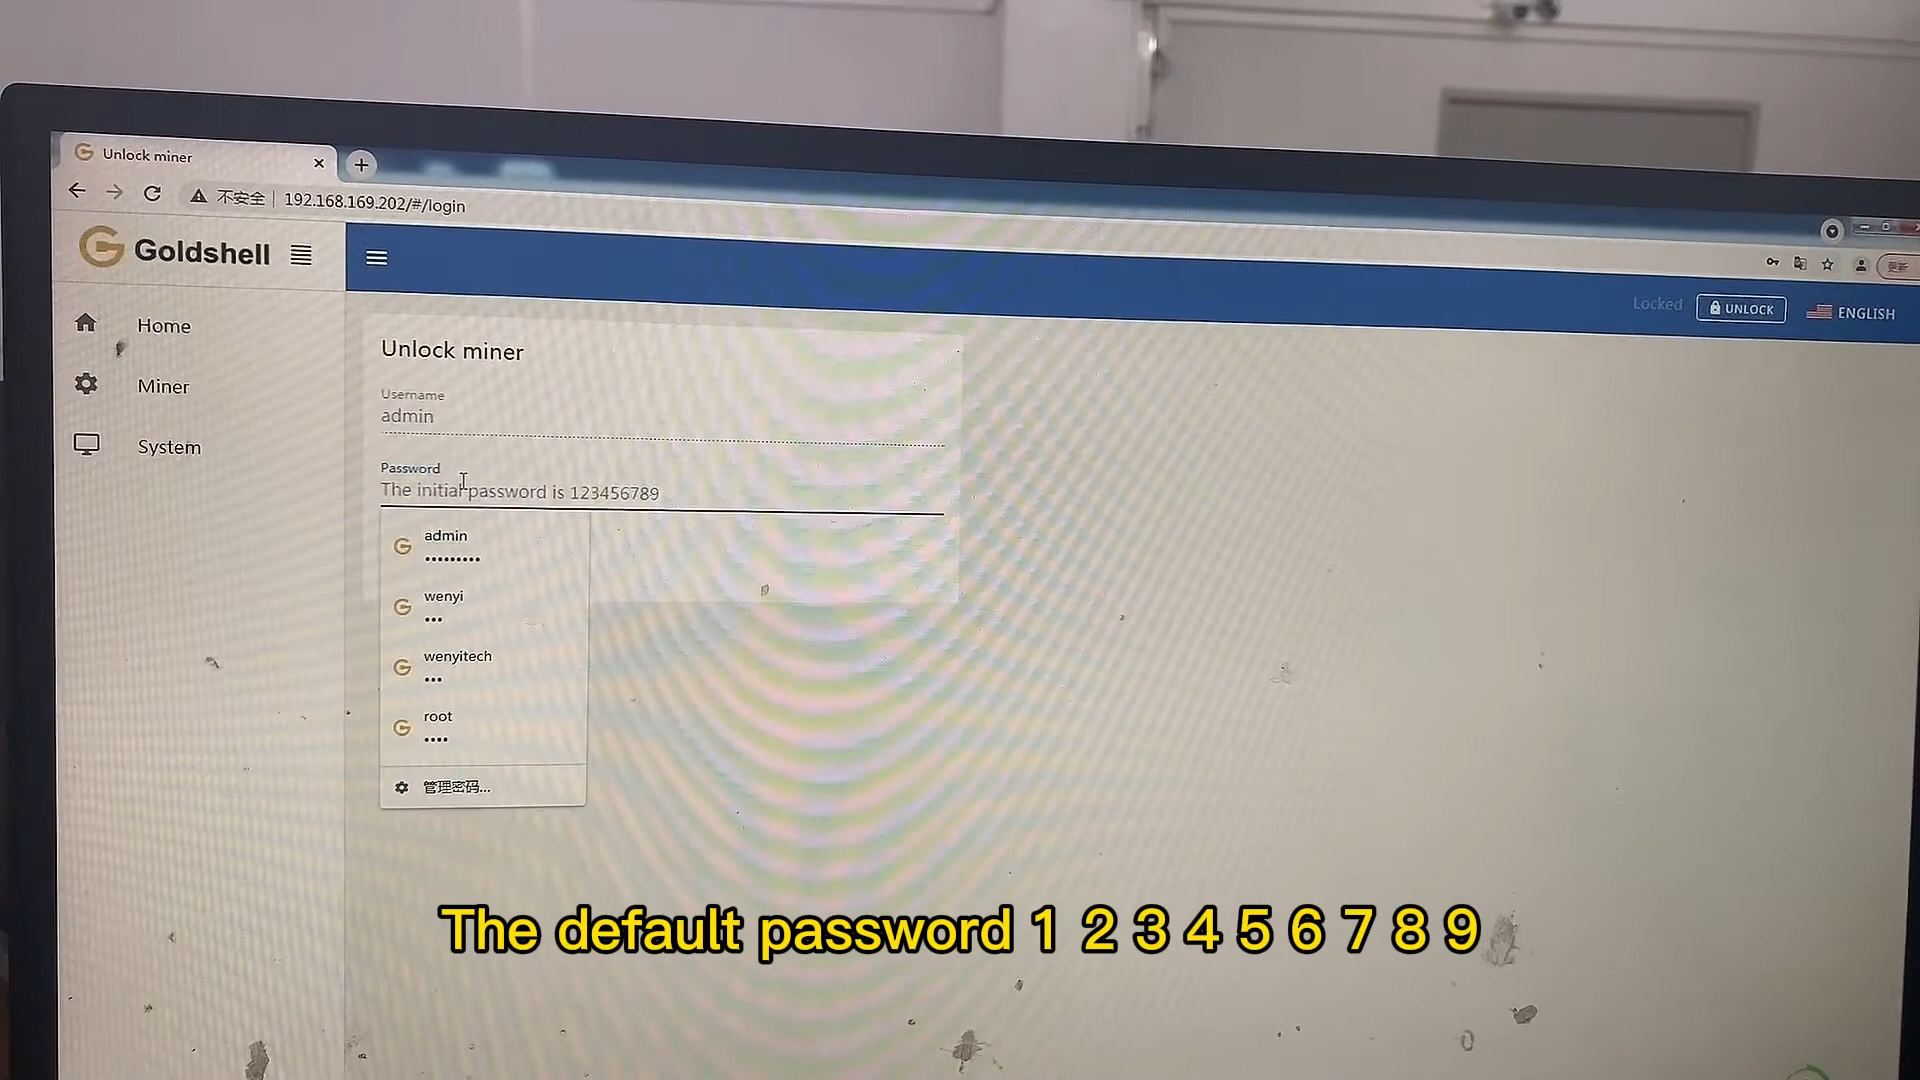 Unlock miner
不安全 192.168.169.202/#/login
更新
Goldshell
Locked UNLOCK ENGLISH
Home
Miner
System
Unlock miner
Username
admin
Password
The initial password is 123456789
admin
•••••••••
wenyi
•••
wenyitech
•••
root
••••
管理密码...
The default password 1 2 3 4 5 6 7 8 9